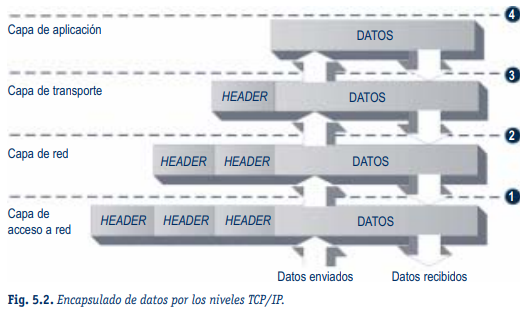 4
Capa de aplicación
DATOS
3
Capa de transporte
HEADER DATOS
2
Capa de red
HEADER HEADER DATOS
1
Capa de
acceso a red
HEADER HEADER HEADER DATOS
Datos enviados Datos recibidos
Fig. 5.2. Encapsulado de datos por los niveles TCP/IP.